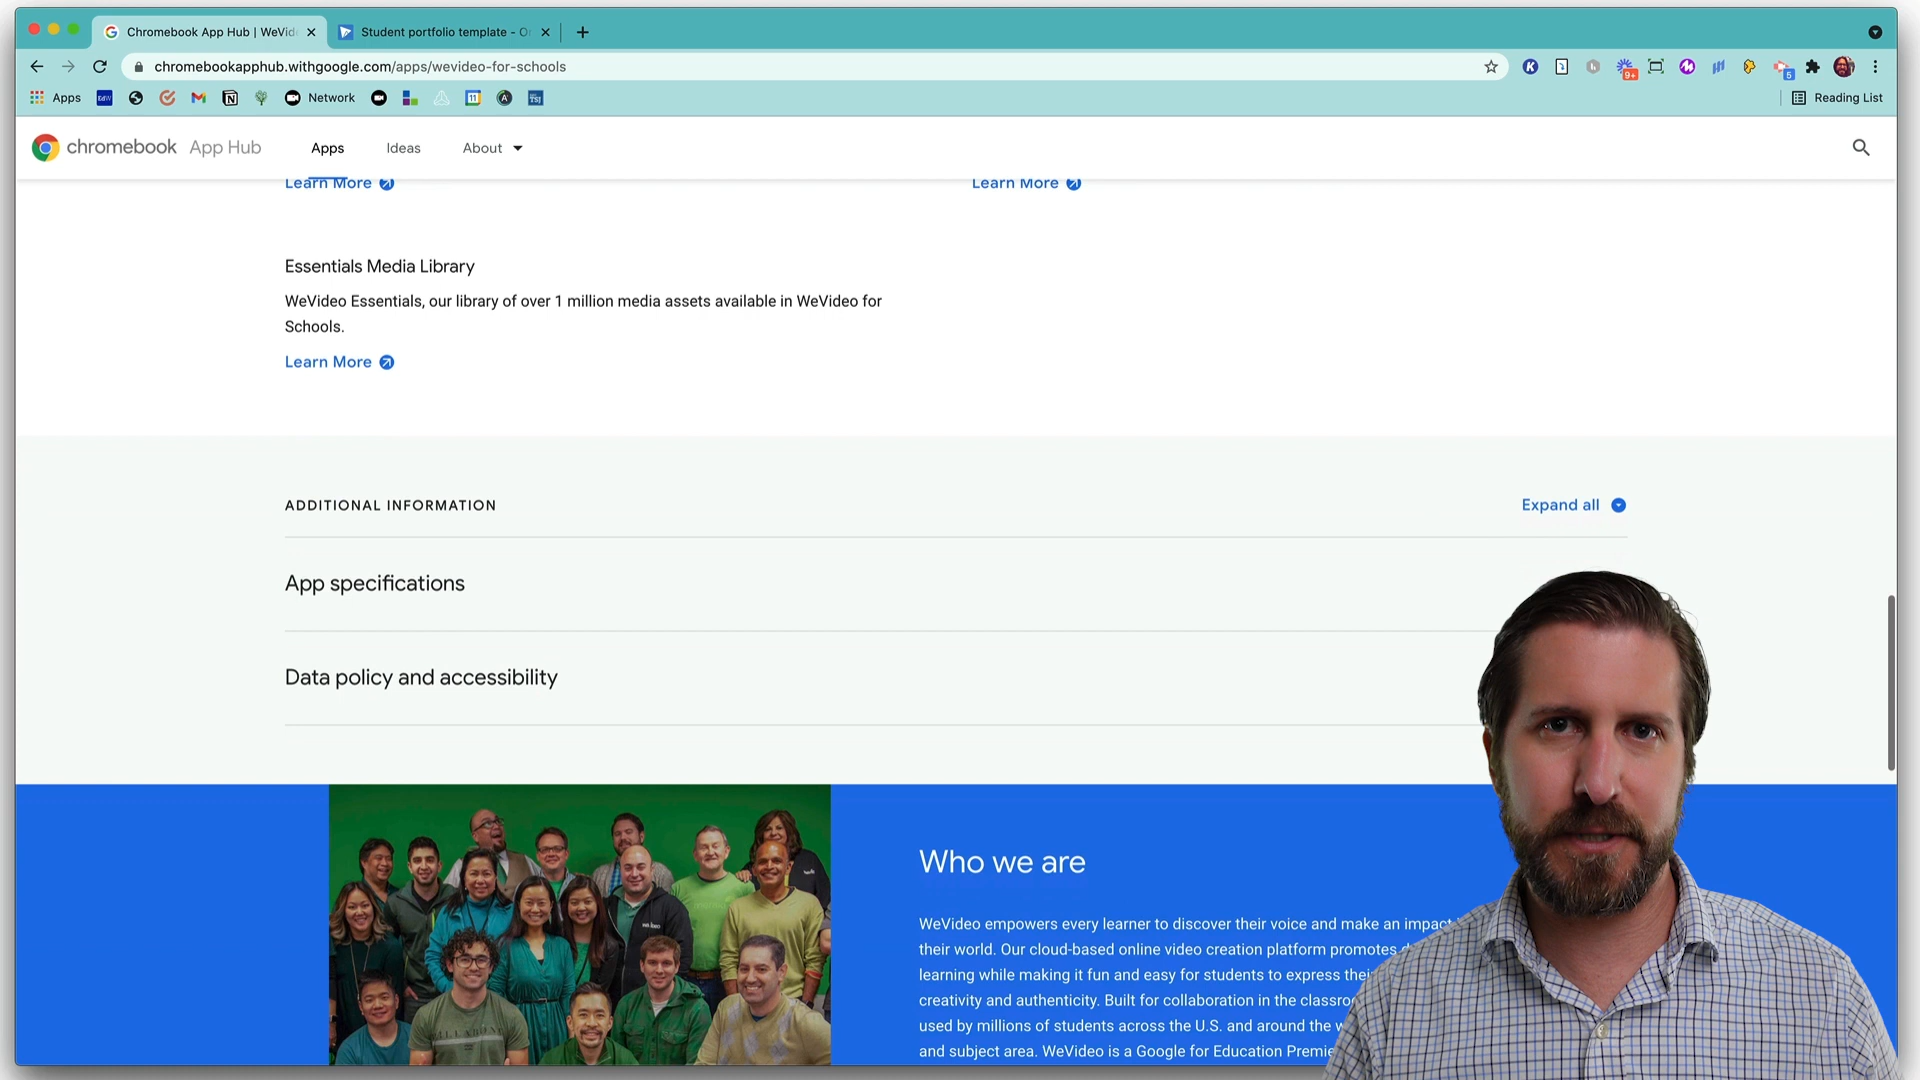 Chromebook App Hub | WeVid
Student portfolio template - O
chromebookapphub.withgoogle.com/apps/wevideo-for-schools
9+
5
Apps
Network
11
Reading List
chromebook App Hub
Apps
Ideas
About
Learn More
Learn More
Essentials Media Library
WeVideo Essentials, our library of over 1 million media assets available in WeVideo for
Schools.
Learn More
ADDITIONAL INFORMATION
Expand all
App specifications
Data policy and accessibility
Who we are
WeVideo empowers every learner to discover their voice and make an impact
their world. Our cloud-based online video creation platform promotes
learning while making it fun and easy for students to express their
creativity and authenticity. Built for collaboration in the classroo
used by millions of students across the U.S. and around the w
and subject area. WeVideo is a Google for Education Premie